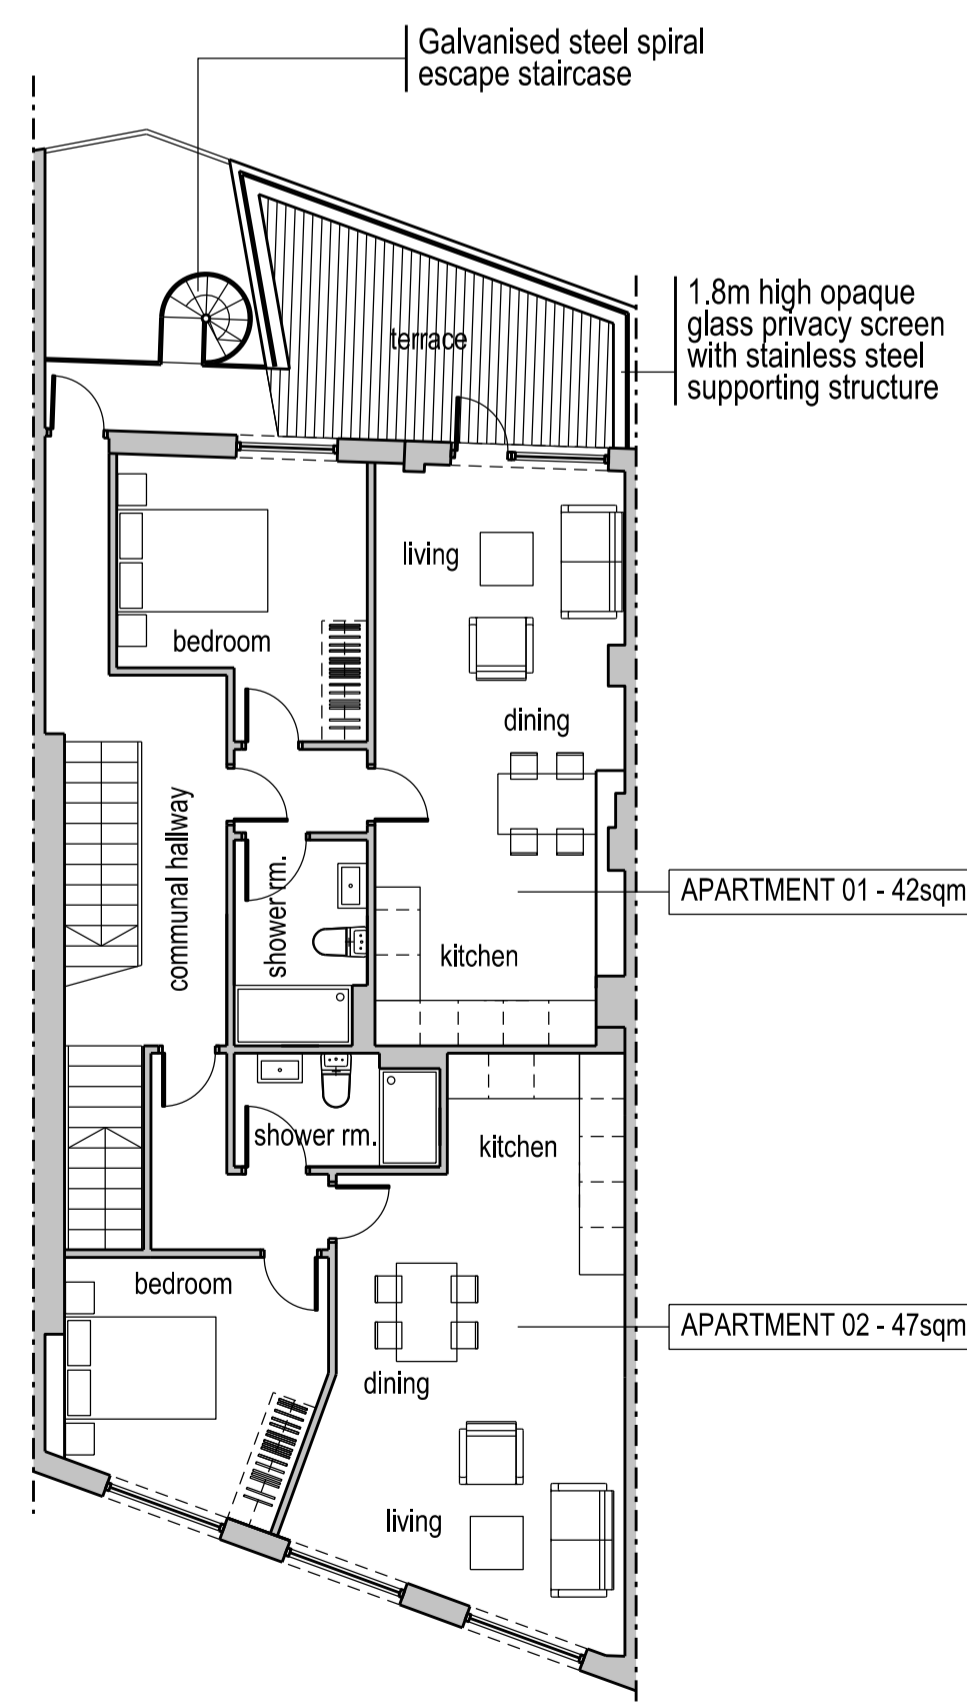 Galvanised steel spiral
escape staircase
1.8m high opaque
glass privacy screen
with stainless steel
supporting structure
terrace
living
bedroom
dining
communal hallway
shower rm.
APARTMENT 01 - 42sqm
kitchen
shower rm.
kitchen
bedroom
APARTMENT 02 - 47sqm
dining
living